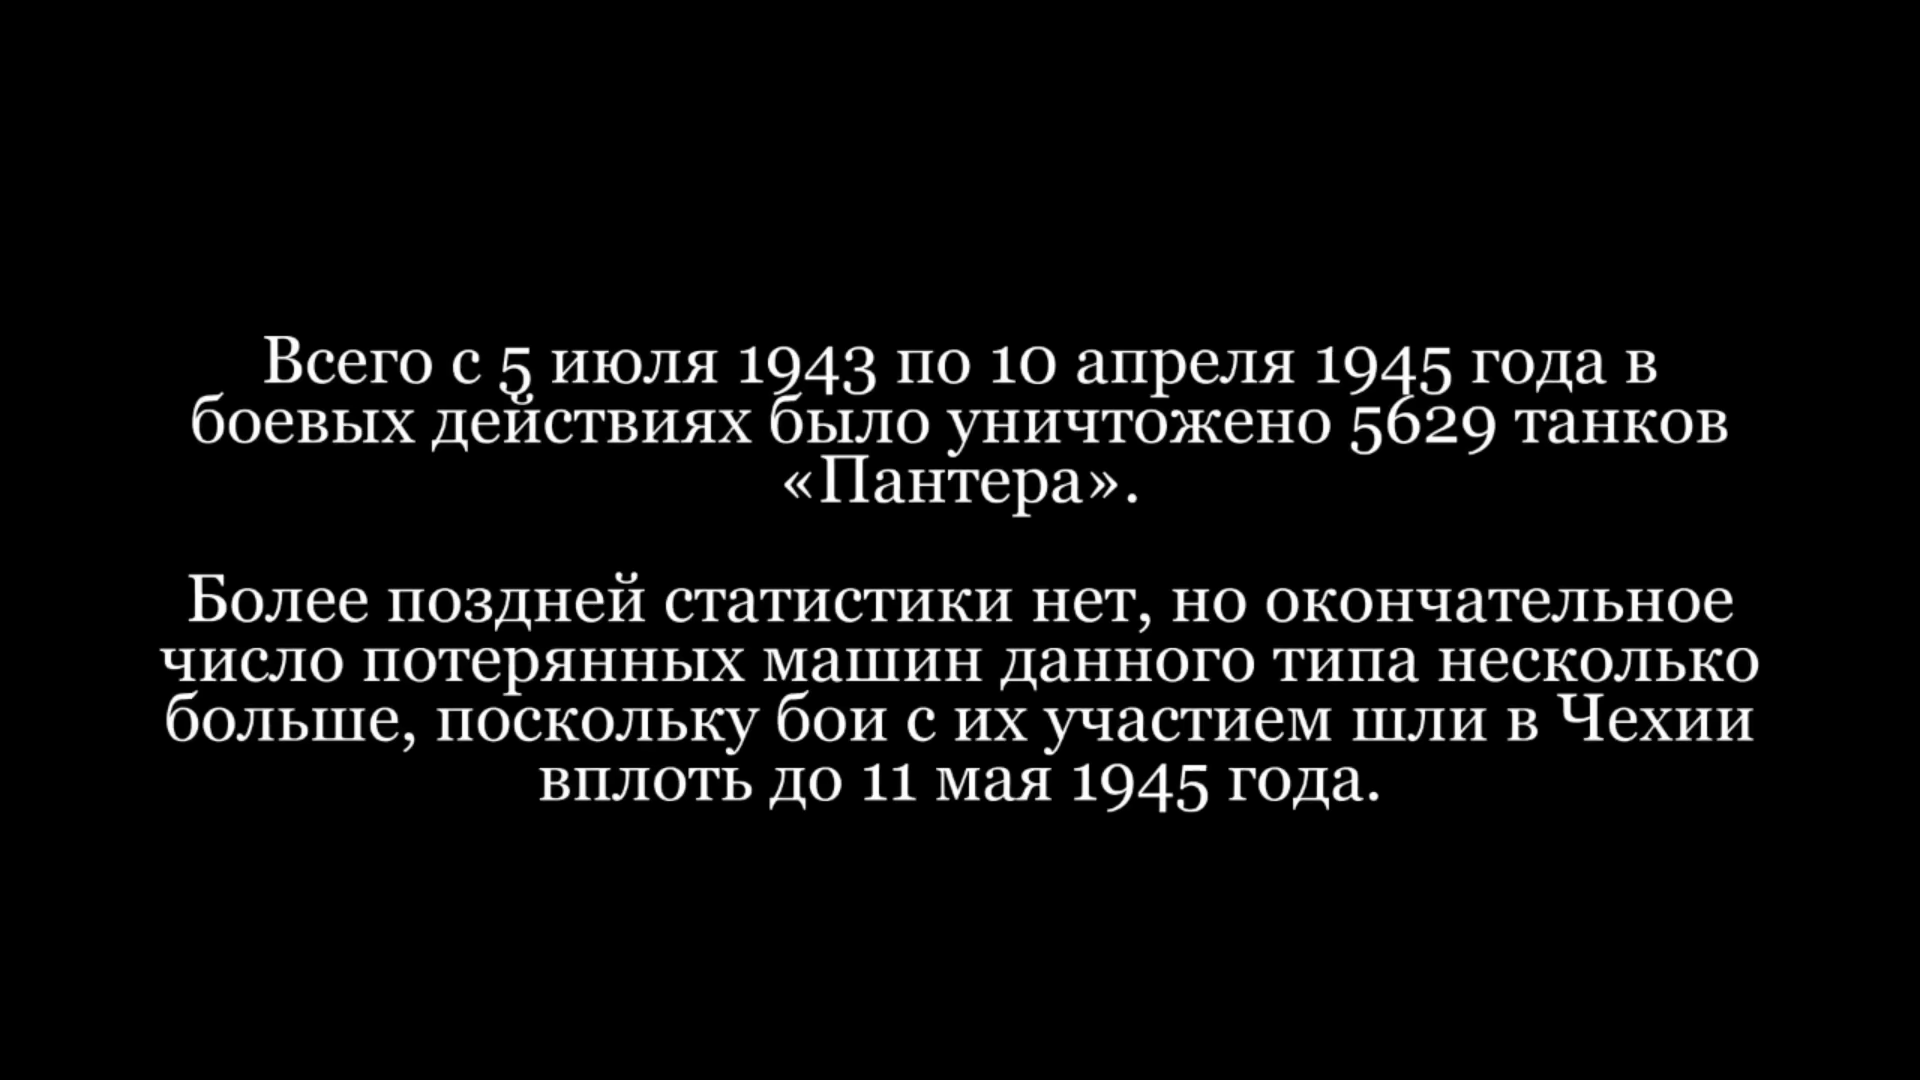 Всего с 5 июля 1943 по 10 апреля 1945 года в
боевых действиях было уничтожено 5629 танков
«Пантера».
Более поздней статистики нет, но окончательное
число потерянных машин данного типа несколько
больше, поскольку бои с их участием шли в Чехии
вплоть до 11 мая 1945 года.